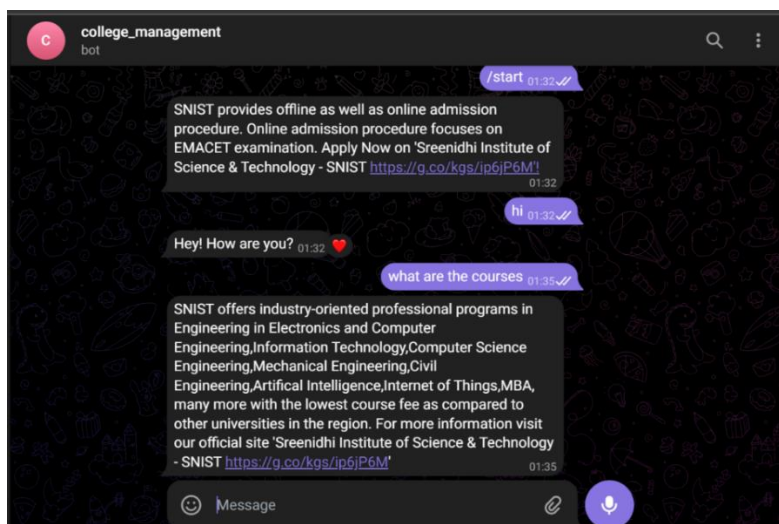 C
college_management
bot
/start 01:32
SNIST provides offline as well as online admission
procedure. Online admission procedure focuses on
EMACET examination. Apply Now on 'Sreenidhi Institute of
Science & Technology - SNIST https://g.co/kgs/ip6jP6M'!
01:32
hi 01:32
Hey! How are you? 01:32
what are the courses 01:35
SNIST offers industry-oriented professional programs in
Engineering in Electronics and Computer
Engineering,Information Technology,Computer Science
Engineering,Mechanical Engineering,Civil
Engineering,Artifical Intelligence,Internet of Things,MBA,
many more with the lowest course fee as compared to
other universities in the region. For more information visit
our official site 'Sreenidhi Institute of Science & Technology
- SNIST https://g.co/kgs/ip6jP6M'
01:35
Message